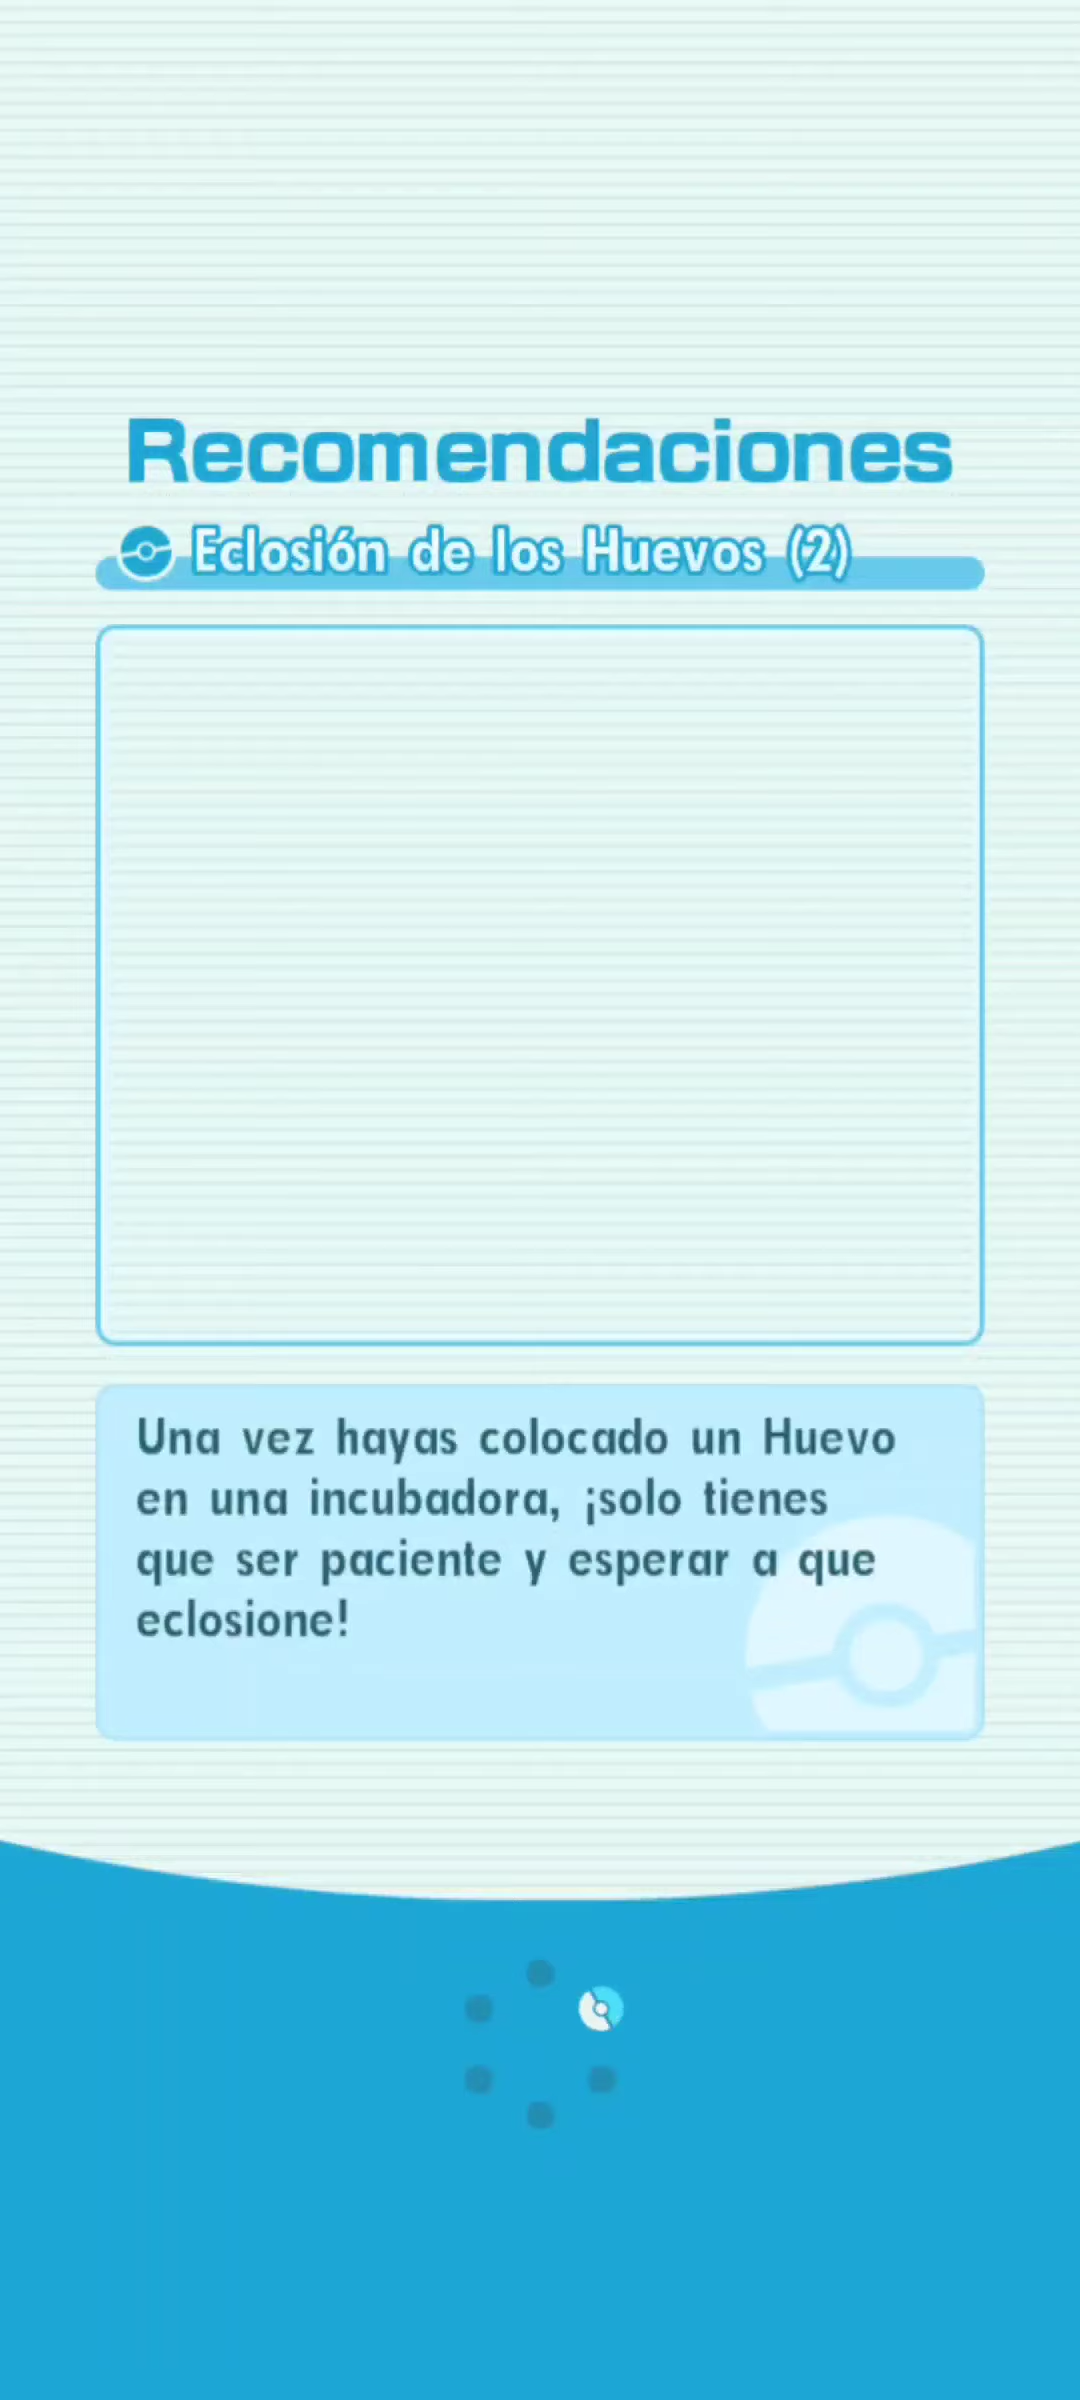 Recomendaciones
Eclosión de los Huevos (2)
Una vez hayas colocado un Huevo
en una incubadora, ¡solo tienes
que ser paciente y esperar a que
eclosione!